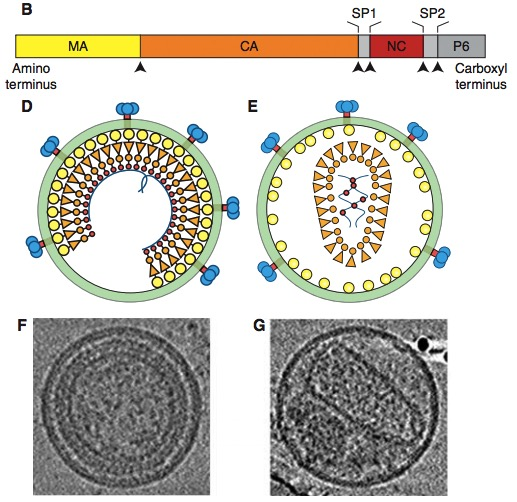 B
SP1 SP2
MA CA NC P6
Amino Carboxyl
terminus terminus
D E
F G